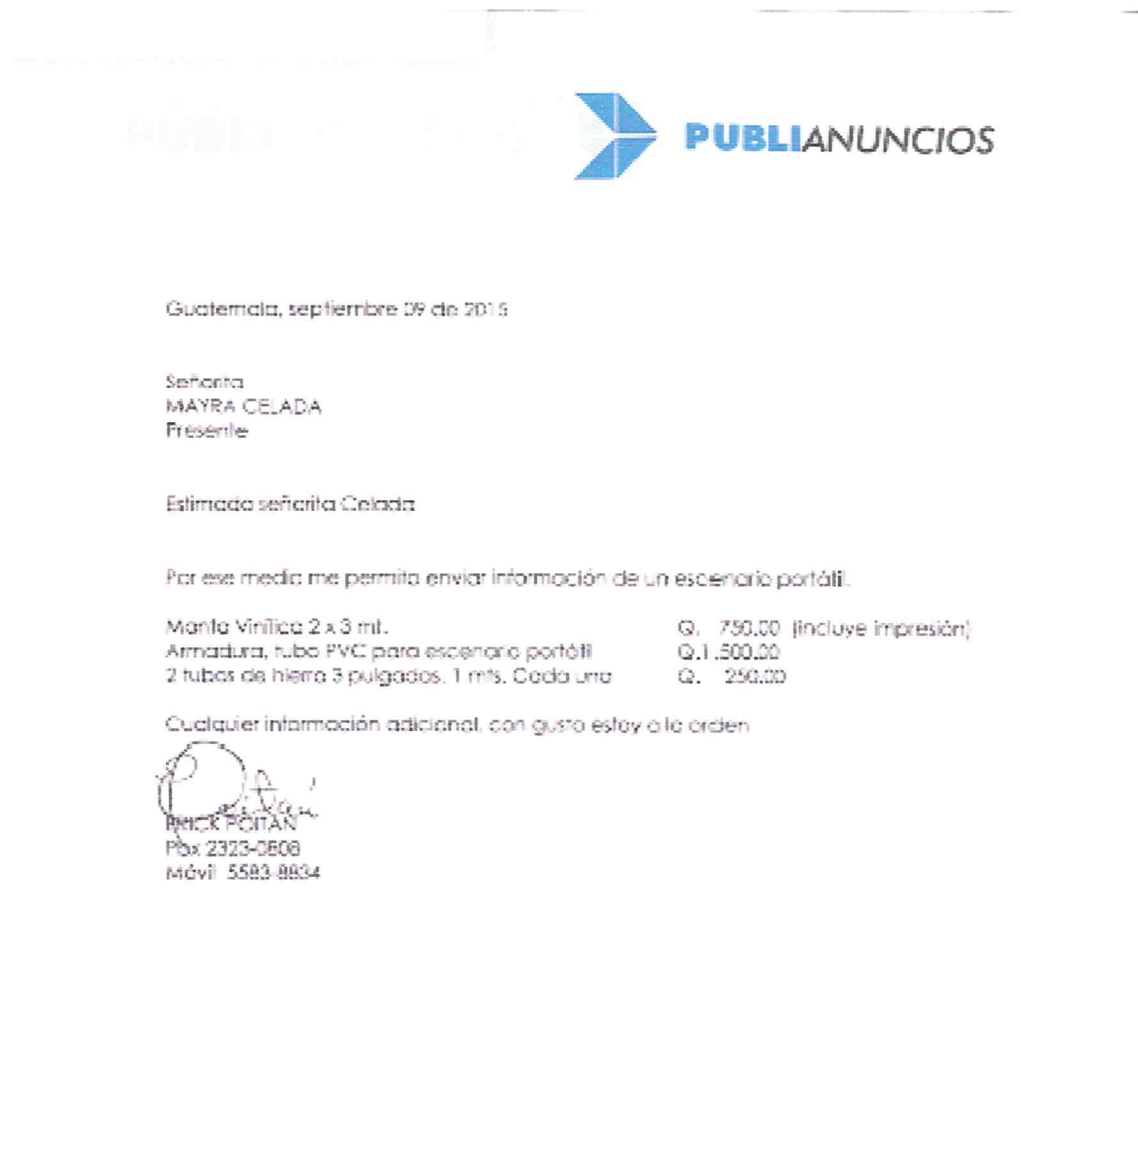 PUBLIANUNCIOS
Guatemala, septiembre 09 de 2015
Señorita
MAYRA CELADA
Presente
Estimada señorita Celada
Por ese medio me permito enviar información de un escenario portátil.
Manta Vinílica 2 x 3 mt. Q. 750.00 (incluye impresión)
Armadura, tubo PVC para escenario portátil Q.1,500.00
2 tubos de hierro 3 pulgadas, 1 mts. Cada uno Q. 250.00
Cualquier información adicional, con gusto estoy a la orden
Poitán
ERICK POITAN
Pbx 2323-0808
Móvil 5583-8834